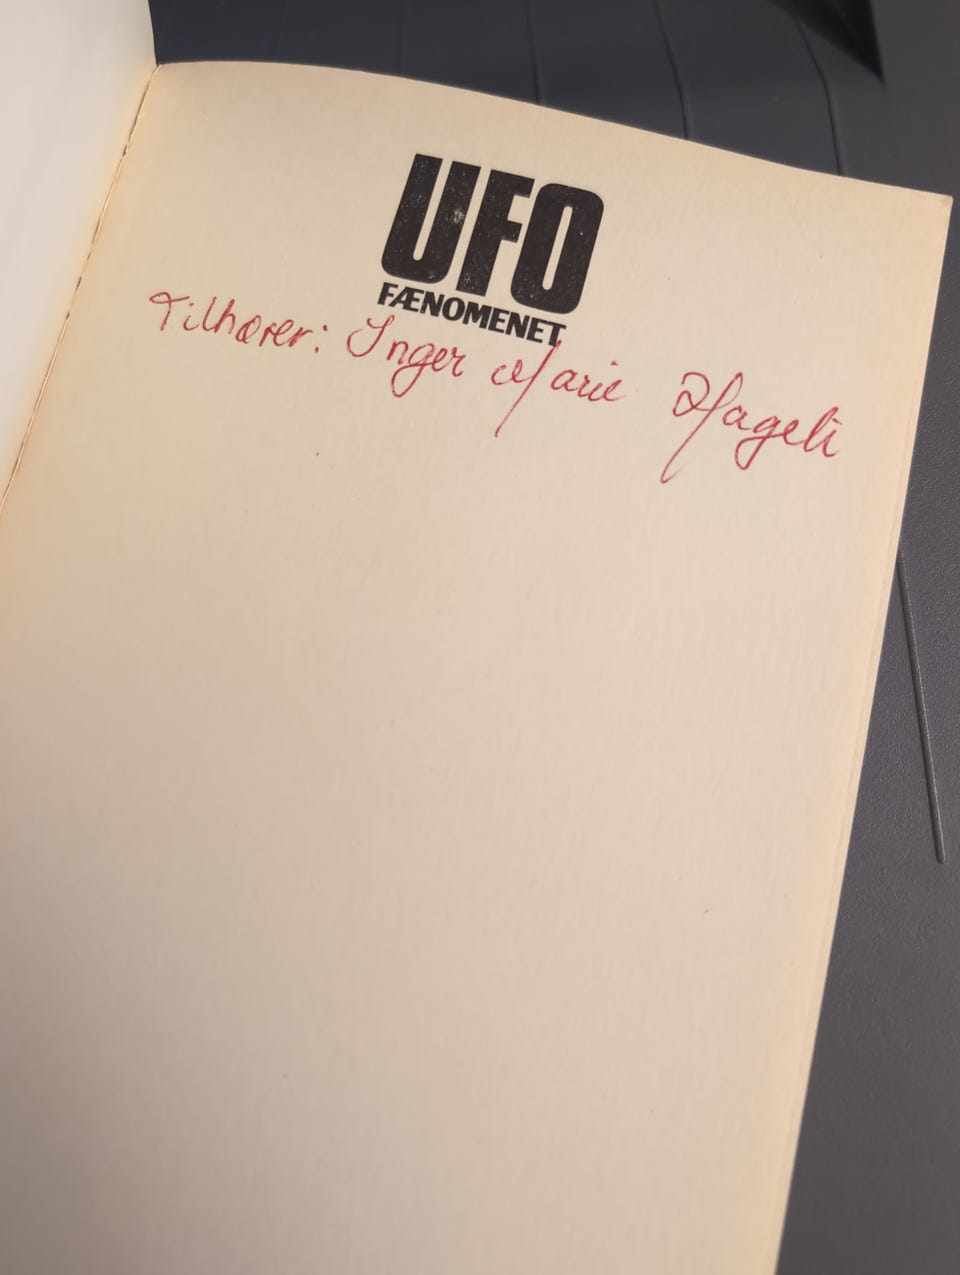 UFO
FÆNOMENET
Tilhører: Inger Marie Hageli